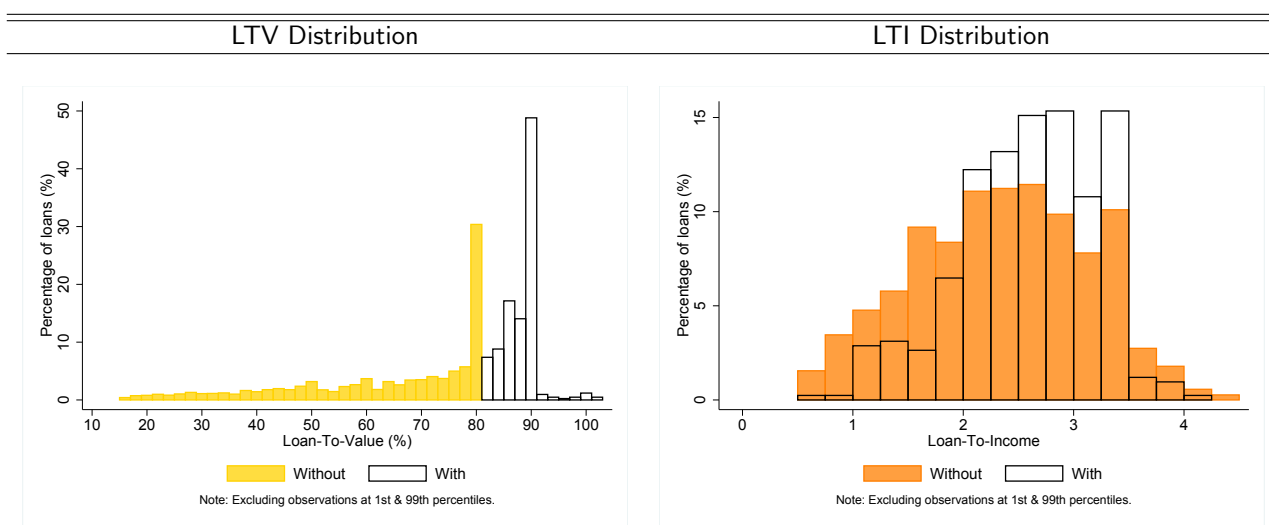 LTV Distribution
LTI Distribution
Percentage of loans (%)
50
40
30
20
10
0
10 20 30 40 50 60 70 80 90 100
Loan-To-Value (%)
Without With
Note: Excluding observations at 1st & 99th percentiles.
Percentage of loans (%)
15
10
5
0
0 1 2 3 4
Loan-To-Income
Without With
Note: Excluding observations at 1st & 99th percentiles.